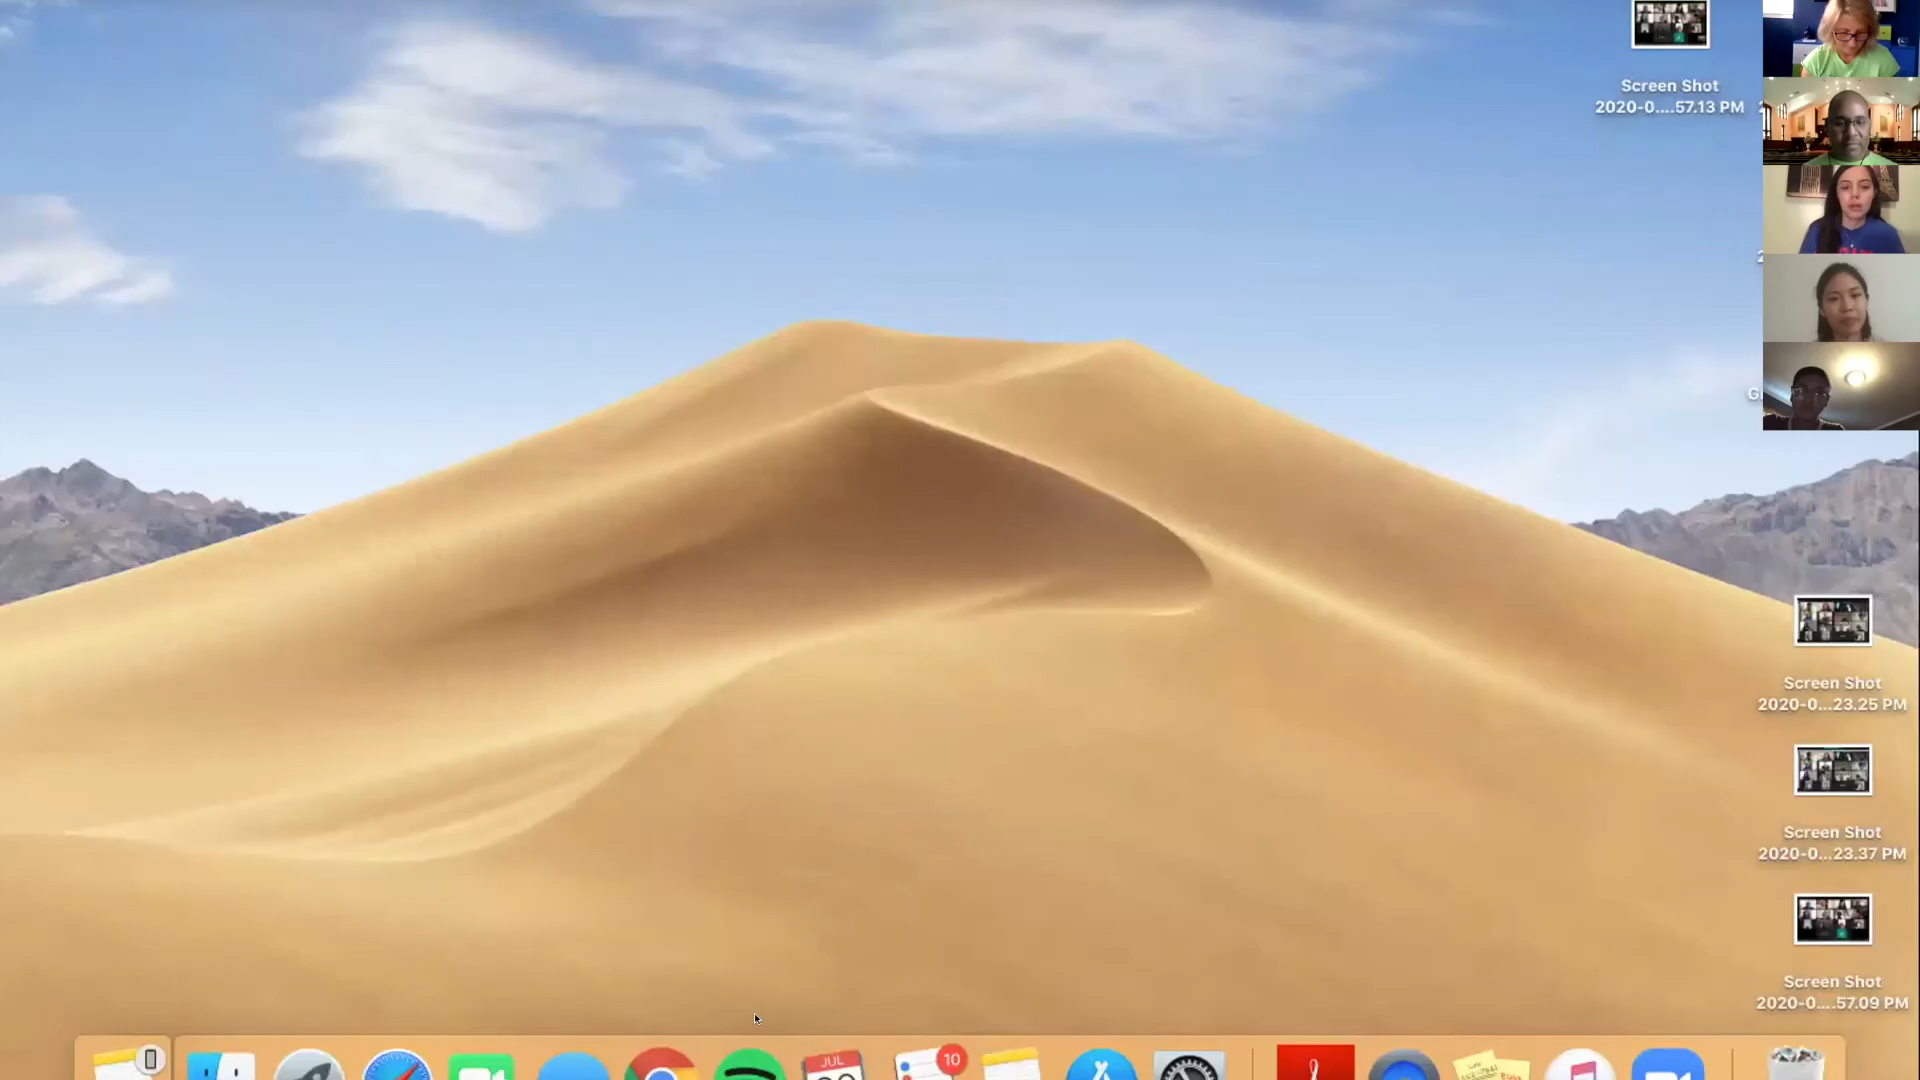 Screen Shot
2020-0....57.13 PM
Screen Shot
2020-0...23.25 PM
Screen Shot
2020-0...23.37 PM
Screen Shot
2020-0....57.09 PM
JUL
10